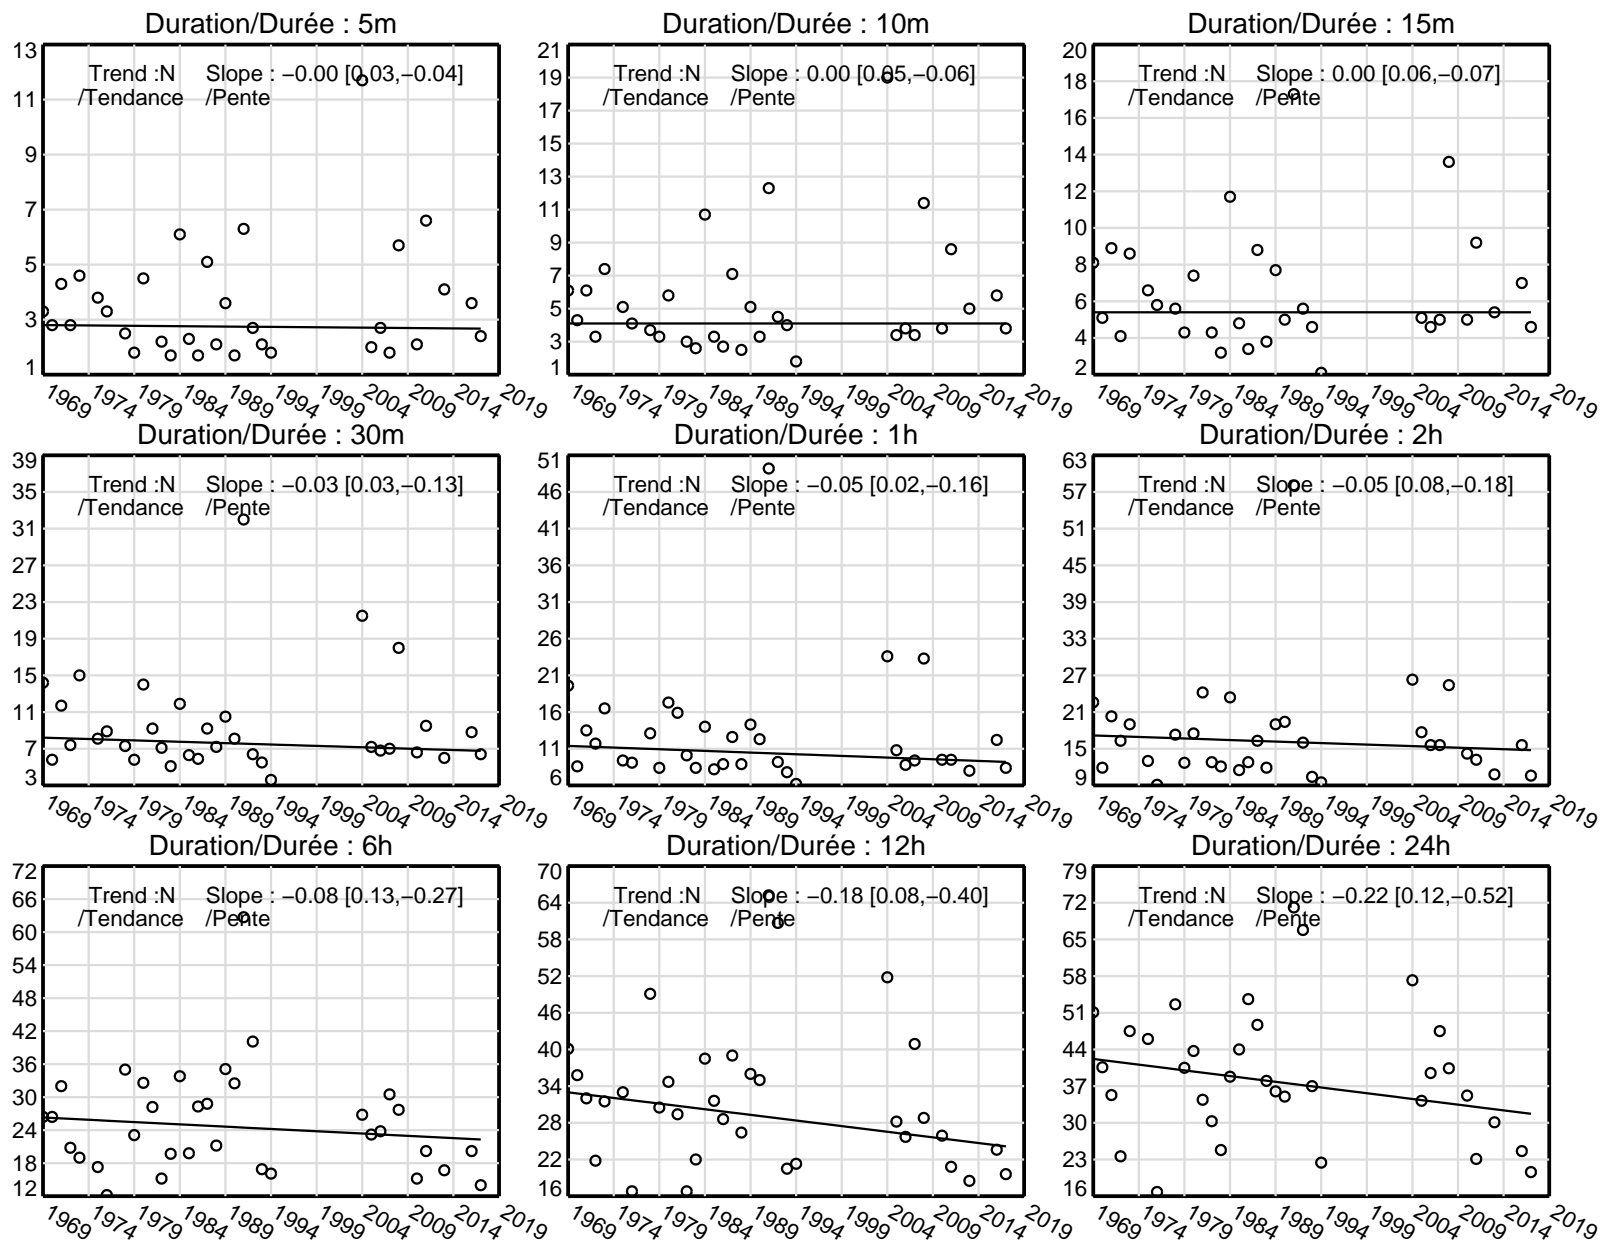 Duration/Durée : 5m
Trend :N Slope : −0.00 [0.03,−0.04]
/Tendance /Pente
13
11
9
7
5
3
1
1969 1974 1979 1984 1989 1994 1999 2004 2009 2014 2019
Duration/Durée : 10m
Trend :N Slope : 0.00 [0.05,−0.06]
/Tendance /Pente
21
19
17
15
13
11
9
7
5
3
1
1969 1974 1979 1984 1989 1994 1999 2004 2009 2014 2019
Duration/Durée : 15m
Trend :N Slope : 0.00 [0.06,−0.07]
/Tendance /Pente
20
18
16
14
12
10
8
6
4
2
1969 1974 1979 1984 1989 1994 1999 2004 2009 2014 2019
Duration/Durée : 30m
Trend :N Slope : −0.03 [0.03,−0.13]
/Tendance /Pente
39
35
31
27
23
19
15
11
7
3
1969 1974 1979 1984 1989 1994 1999 2004 2009 2014 2019
Duration/Durée : 1h
Trend :N Slope : −0.05 [0.02,−0.16]
/Tendance /Pente
51
46
41
36
31
26
21
16
11
6
1969 1974 1979 1984 1989 1994 1999 2004 2009 2014 2019
Duration/Durée : 2h
Trend :N Slope : −0.05 [0.08,−0.18]
/Tendance /Pente
63
57
51
45
39
33
27
21
15
9
1969 1974 1979 1984 1989 1994 1999 2004 2009 2014 2019
Duration/Durée : 6h
Trend :N Slope : −0.08 [0.13,−0.27]
/Tendance /Pente
72
66
60
54
48
42
36
30
24
18
12
1969 1974 1979 1984 1989 1994 1999 2004 2009 2014 2019
Duration/Durée : 12h
Trend :N Slope : −0.18 [0.08,−0.40]
/Tendance /Pente
70
64
58
52
46
40
34
28
22
16
1969 1974 1979 1984 1989 1994 1999 2004 2009 2014 2019
Duration/Durée : 24h
Trend :N Slope : −0.22 [0.12,−0.52]
/Tendance /Pente
79
72
65
58
51
44
37
30
23
16
1969 1974 1979 1984 1989 1994 1999 2004 2009 2014 2019